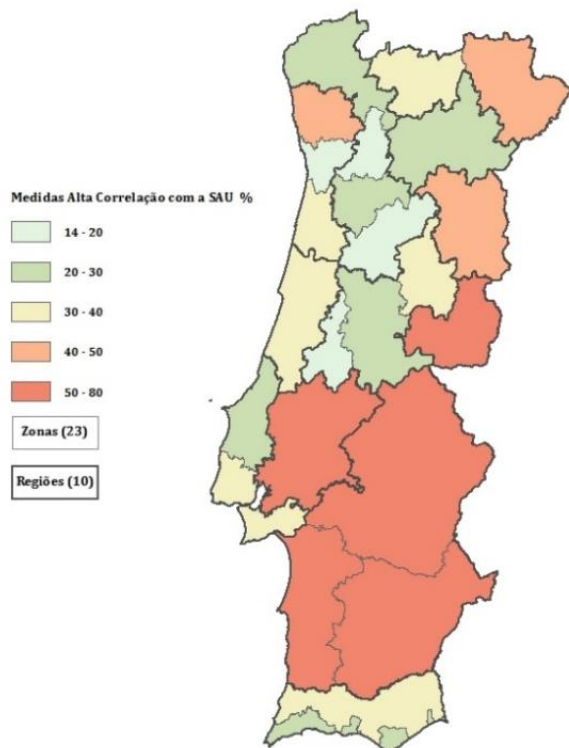 Medidas Alta Correlação com a SAU %
14 - 20
20 - 30
30 - 40
40 - 50
50 - 80
Zonas (23)
Regiões (10)